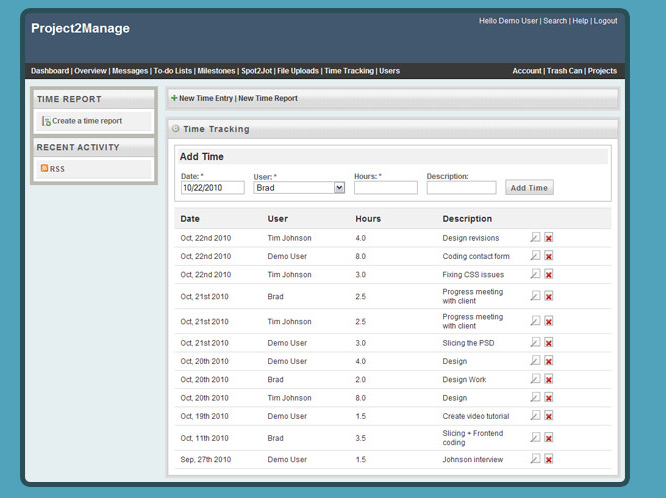 Project2Manage
Hello Demo User | Search | Help | Logout
Dashboard | Overview | Messages | To-do Lists | Milestones | Spot2Jot | File Uploads | Time Tracking | Users
Account | Trash Can | Projects
TIME REPORT
Create a time report
RECENT ACTIVITY
RSS
New Time Entry | New Time Report
Time Tracking
Add Time
Date: * User: * Hours: * Description:
10/22/2010 Brad Add Time
Date User Hours Description
Oct, 22nd 2010 Tim Johnson 4.0 Design revisions
Oct, 22nd 2010 Demo User 8.0 Coding contact form
Oct, 22nd 2010 Tim Johnson 3.0 Fixing CSS issues
Oct, 21st 2010 Brad 2.5 Progress meeting
with client
Oct, 21st 2010 Tim Johnson 2.5 Progress meeting
with client
Oct, 21st 2010 Demo User 3.0 Slicing the PSD
Oct, 20th 2010 Demo User 4.0 Design
Oct, 20th 2010 Brad 2.0 Design Work
Oct, 20th 2010 Tim Johnson 8.0 Design
Oct, 19th 2010 Demo User 1.5 Create video tutorial
Oct, 11th 2010 Brad 3.5 Slicing + Frontend
coding
Sep, 27th 2010 Demo User 1.5 Johnson interview